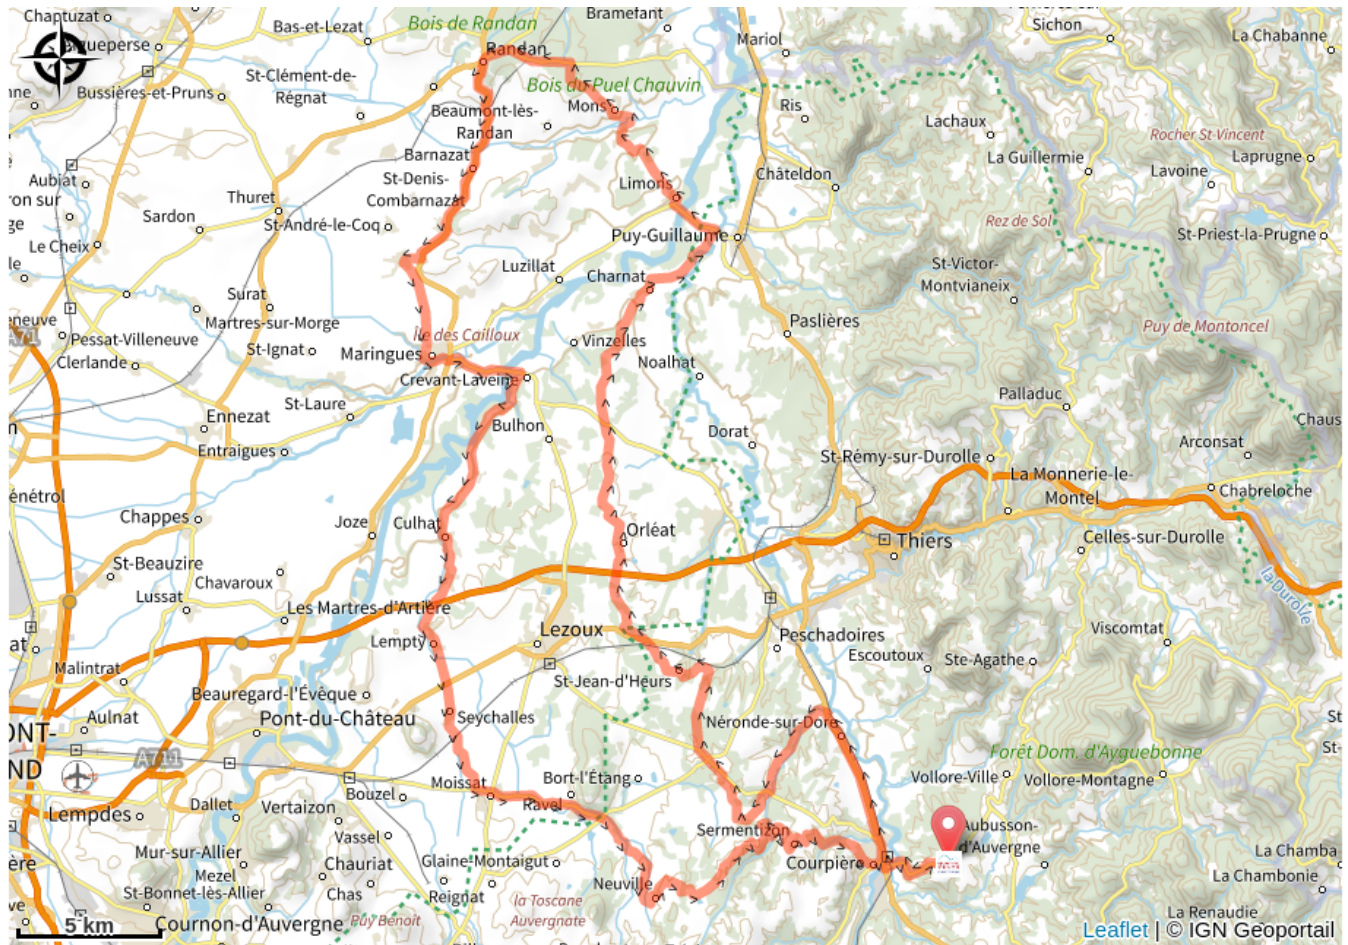 Chaptuzat
Bas-et-Lezat
Bois de Randan
Bramefant
Sichon
La Chabanne
Mariol
Randan
St-Clément-de-
Régnat
Bussières-et-Pruns
Bois du Puel Chauvin
Mons
Ris
Beaumont-lès-
Randan
Lachaux
Rocher St-Vincent
Barnazat
La Guillermie
Laprugne
Aubiat
St-Denis-
Combarnazat
Limons
Châteldon
Lavoine
Thuret
ron sur
Sardon
St-André-le-Coq
ge
Le Cheix
Puy-Guillaume
Rez de Sol
St-Priest-la-Prugne
Luzillat
Charnat
St-Victor-
Montvianeix
Surat
Martres-sur-Morge
Île des Cailloux
Paslières
Puy de Montoncel
A71
Pessat-Villeneuve
St-Ignat
Maringues
Vinzelles
Clerlande
Noalhat
Crevant-Laveine
Palladuc
St-Laure
Ennezat
Bulhon
Dorat
Chaus
Arconsat
Entraigues
St-Rémy-sur-Durolle
La Monnerie-le-
Montel
Chabreloche
énétrol
Chappes
Joze
Culhat
Orléat
Thiers
Celles-sur-Durolle
St-Beauzire
Chavaroux
Lussat
la Durolle
Les Martres-d'Artière
Lempty
Lezoux
Peschadoires
Viscomtat
Escoutoux
Ste-Agathe
Malintrat
St-Jean-d'Heurs
Beauregard-l'Évêque
Aulnat
Pont-du-Château
Seychalles
Néronde-sur-Dore
ONT-
ND
A711
Forêt Dom. d'Ayguebonne
Vollore-Ville
Vollore-Montagne
Moissat
Bort-l'Étang
Bouzel
Ravel
Lempdes
Dallet
Vertaizon
Vassel
Sermentizon
Aubusson-
d'Auvergne
Mur-sur-Allier
Mezel
Chauriat
Glaine-Montaigut
Courpière
La Chamba
La Chambonie
St-Bonnet-lès-Allier
Chas
Reignat
Neuville
la Toscane
Auvergnate
Cournon-d'Auvergne
Puy Benoit
La Renaudie
5 km
Leaflet | © IGN Geoportail